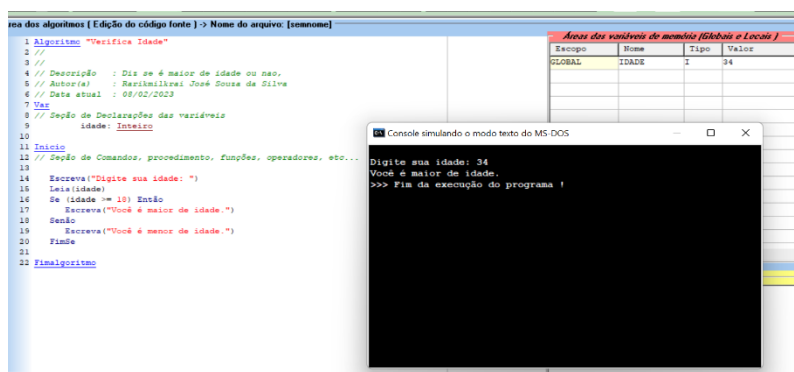 rea dos algoritmos ( Edição do código fonte ) -> Nome do arquivo: [semnome]
1 Algoritmo "Verifica Idade"
2 //
3 //
4 // Descrição : Diz se é maior de idade ou nao,
5 // Autor(a) : Rarikmilkrai José Souza da Silva
6 // Data atual : 08/02/2023
7 Var
8 // Seção de Declarações das variáveis
9 idade: Inteiro
10
11 Inicio
12 // Seção de Comandos, procedimento, funções, operadores, etc...
13
14 Escreva("Digite sua idade: ")
15 Leia(idade)
16 Se (idade >= 18) Então
17 Escreva("Você é maior de idade.")
18 Senão
19 Escreva("Você é menor de idade.")
20 FimSe
21
22 Fimalgoritmo
Áreas das variáveis de memória (Globais e Locais )
Escopo Nome Tipo Valor
GLOBAL IDADE I 34
Console simulando o modo texto do MS-DOS
Digite sua idade: 34
Você é maior de idade.
>>> Fim da execução do programa !